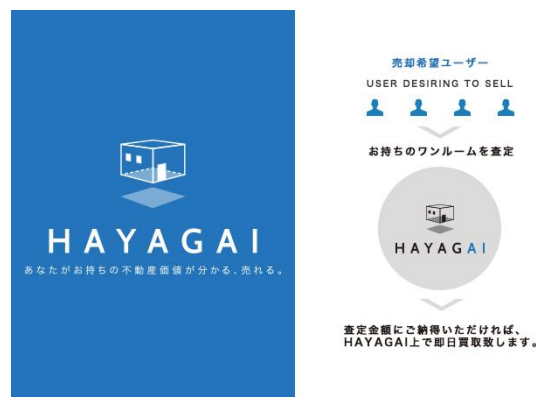 HAYAGAI
あなたがお持ちの不動産価値が分かる、売れる。
売却希望ユーザー
USER DESIRING TO SELL
お持ちのワンルームを査定
HAYAGAI
査定金額にご納得いただければ、
HAYAGAI上で即日買取致します。